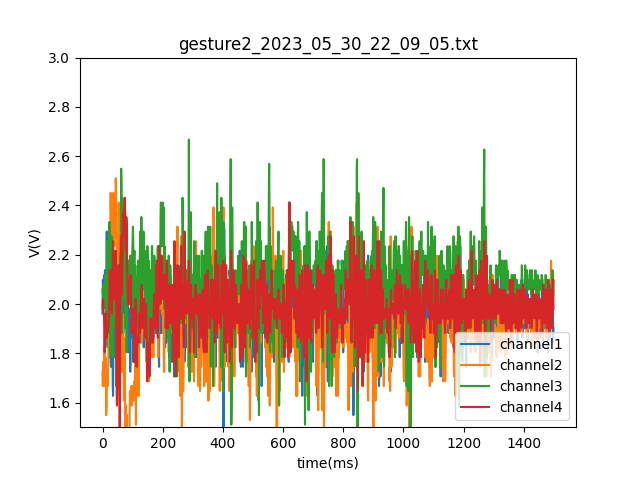 gesture2_2023_05_30_22_09_05.txt
3.0
2.8
2.6
2.4
2.2
2.0
1.8
1.6
V(V)
channel1
channel2
channel3
channel4
0 200 400 600 800 1000 1200 1400
time(ms)